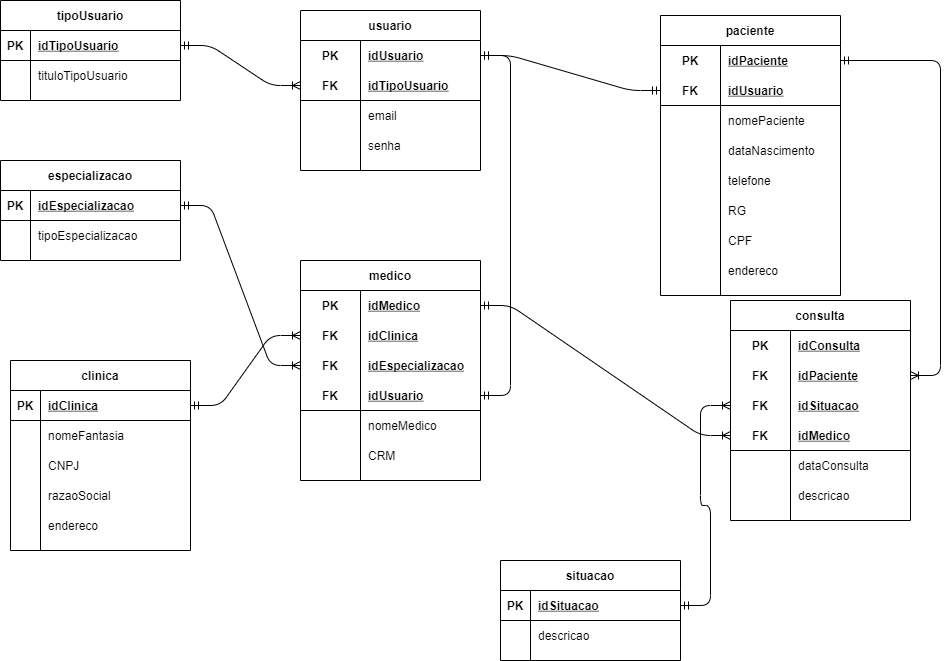 tipoUsuario
PK idTipoUsuario
tituloTipoUsuario
usuario
PK idUsuario
FK idTipoUsuario
email
senha
paciente
PK idPaciente
FK idUsuario
nomePaciente
dataNascimento
telefone
RG
CPF
endereco
especializacao
PK idEspecializacao
tipoEspecializacao
medico
PK idMedico
FK idClinica
FK idEspecializacao
FK idUsuario
nomeMedico
CRM
consulta
PK idConsulta
FK idPaciente
FK idSituacao
FK idMedico
dataConsulta
descricao
clinica
PK idClinica
nomeFantasia
CNPJ
razaoSocial
endereco
situacao
PK idSituacao
descricao